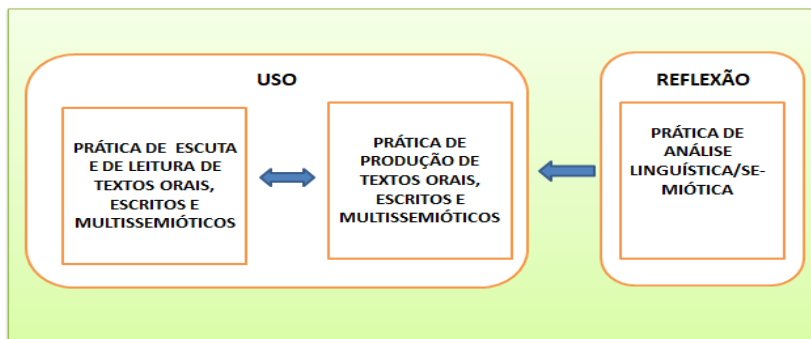 USO
PRÁTICA DE ESCUTA
E DE LEITURA DE
TEXTOS ORAIS,
ESCRITOS E
MULTISSEMIÓTICOS
PRÁTICA DE
PRODUÇÃO DE
TEXTOS ORAIS,
ESCRITOS E
MULTISSEMIÓTICOS
REFLEXÃO
PRÁTICA DE
ANÁLISE
LINGUÍSTICA/SE-
MIÓTICA